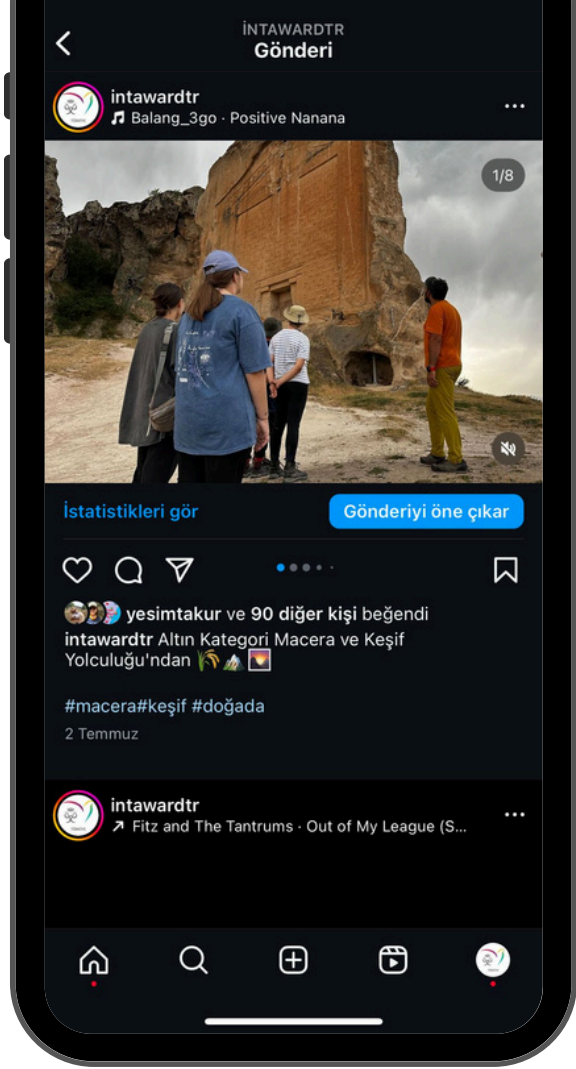 İNTAWARDTR
Gönderi
intawardtr
Balang_3go · Positive Nanana
1/8
İstatistikleri gör
Gönderiyi öne çıkar
yesimtakur ve 90 diğer kişi beğendi
intawardtr Altın Kategori Macera ve Keşif
Yolculuğu'ndan
#macera#keşif #doğada
2 Temmuz
intawardtr
Fitz and The Tantrums · Out of My League (S...